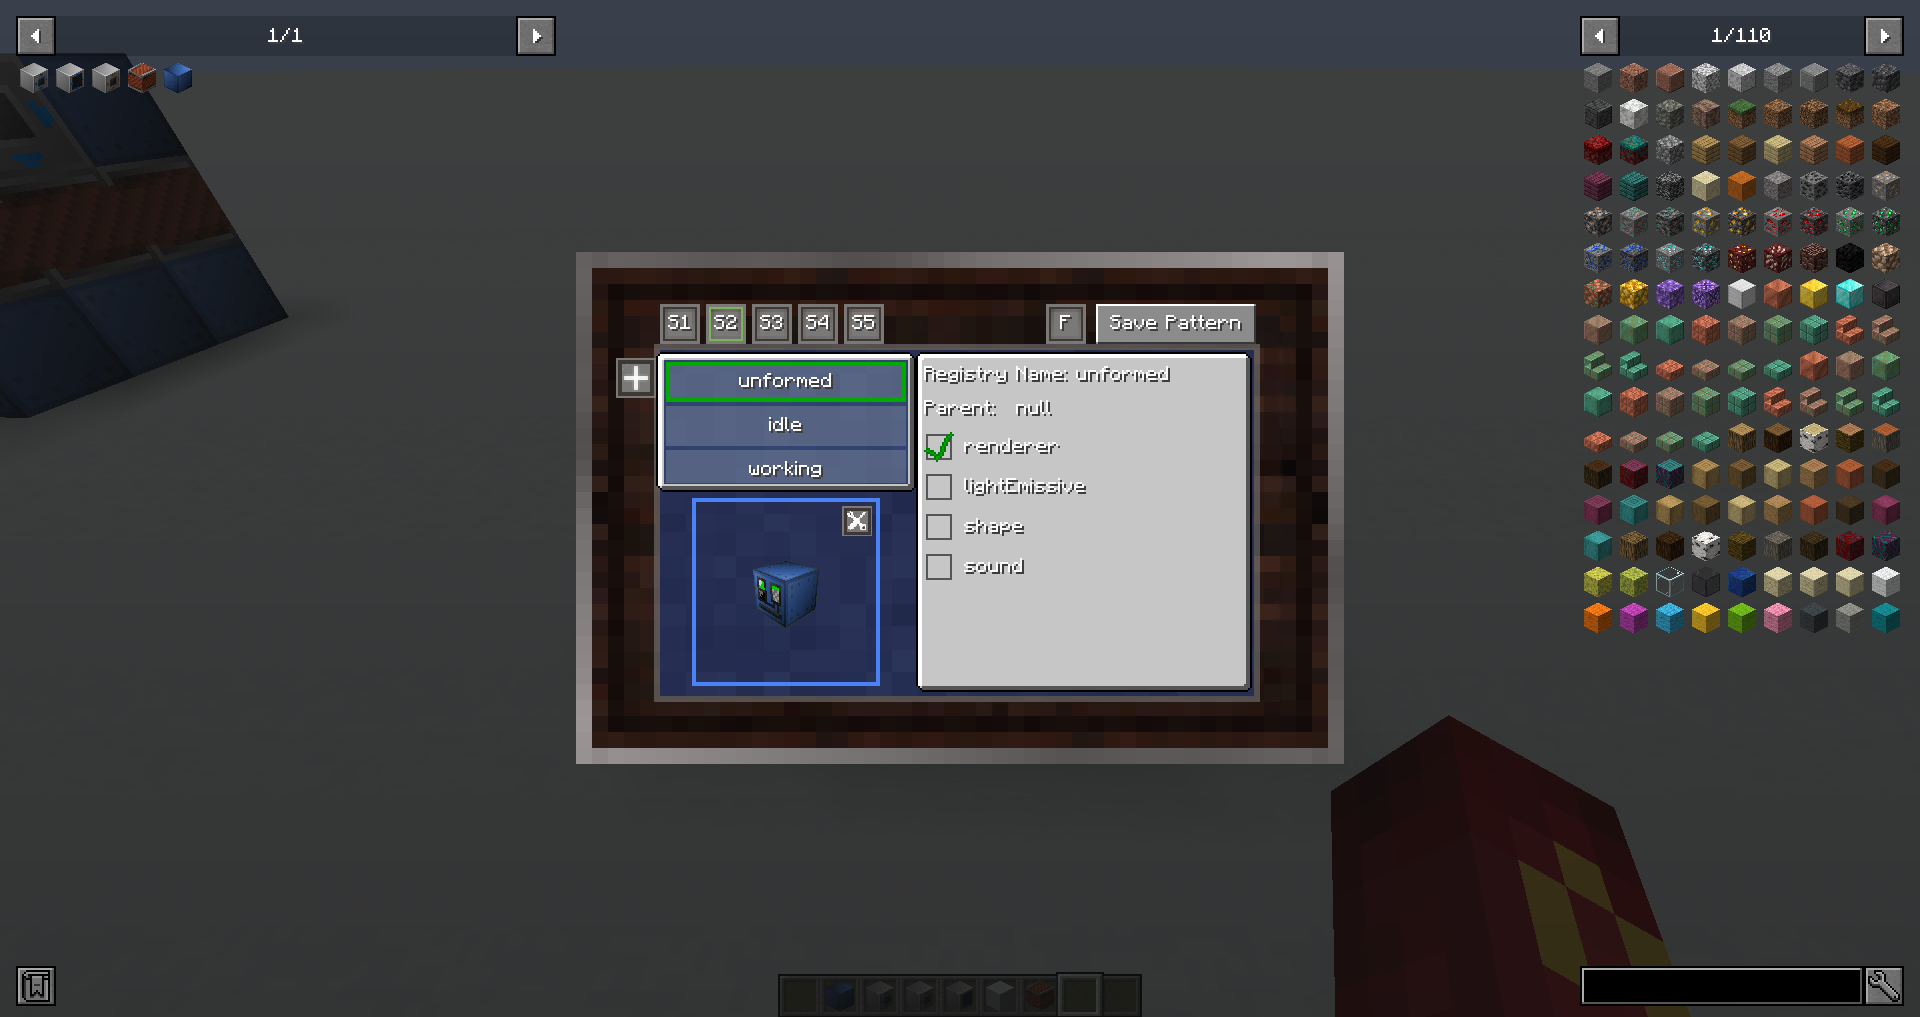 1/1
1/110
S1 S2 S3 S4 S5 F Save Pattern
unformed
idle
working
Registry Name: unformed
Parent: null
renderer
lightEmissive
shape
sound